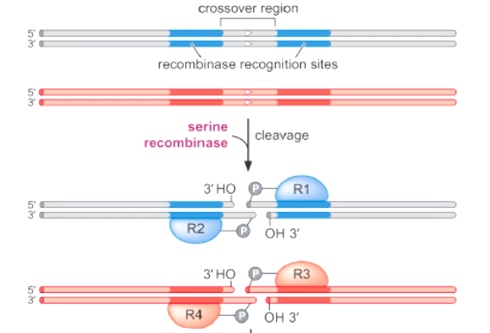 crossover region
5'
3'
recombinase recognition sites
5'
3'
serine
recombinase
cleavage
3' HO P R1
5'
3'
R2 P OH 3'
3' HO P R3
5'
3'
R4 P OH 3'